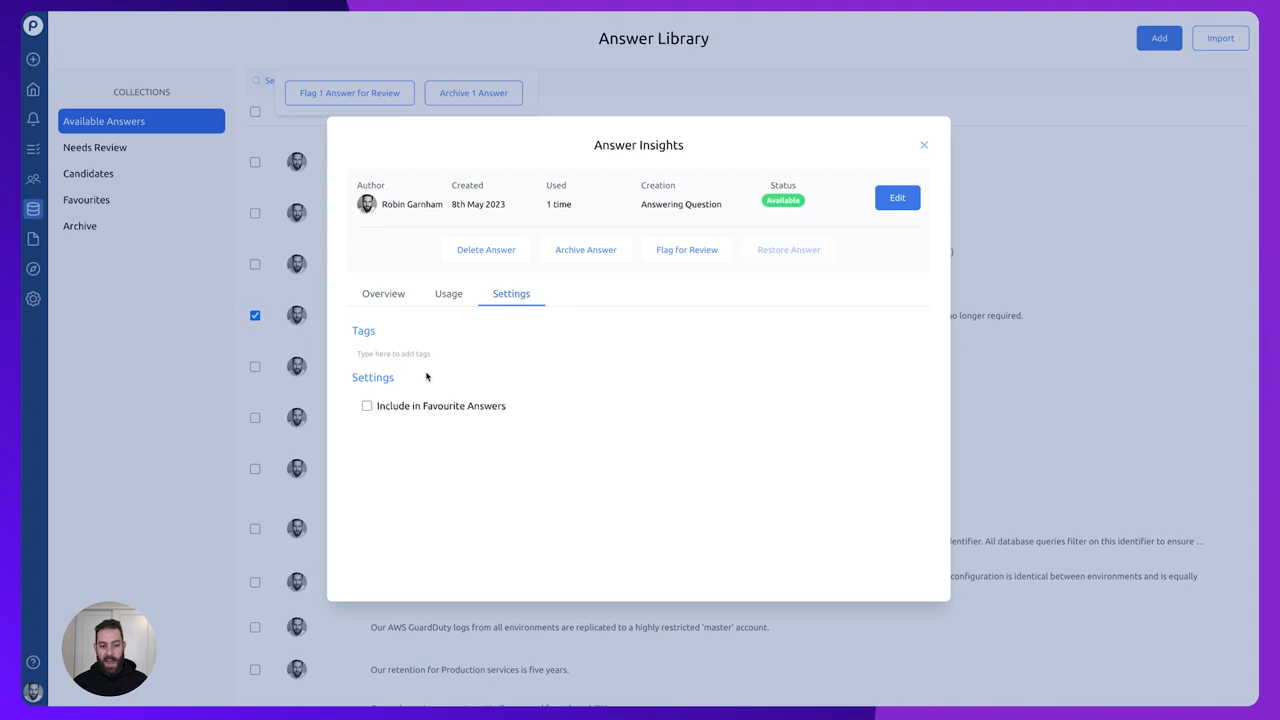 Answer Library
Add
Import
COLLECTIONS
Available Answers
Needs Review
Candidates
Favourites
Archive
Se
Flag 1 Answer for Review
Archive 1 Answer
Answer Insights
Author
Created
Used
Creation
Status
Robin Garnham
8th May 2023
1 time
Answering Question
Available
Edit
Delete Answer
Archive Answer
Flag for Review
Restore Answer
Overview
Usage
Settings
Tags
Type here to add tags
Settings
Include in Favourite Answers
)
no longer required.
entifier. All database queries filter on this identifier to ensure ...
configuration is identical between environments and is equally
Our AWS GuardDuty logs from all environments are replicated to a highly restricted 'master' account.
Our retention for Production services is five years.